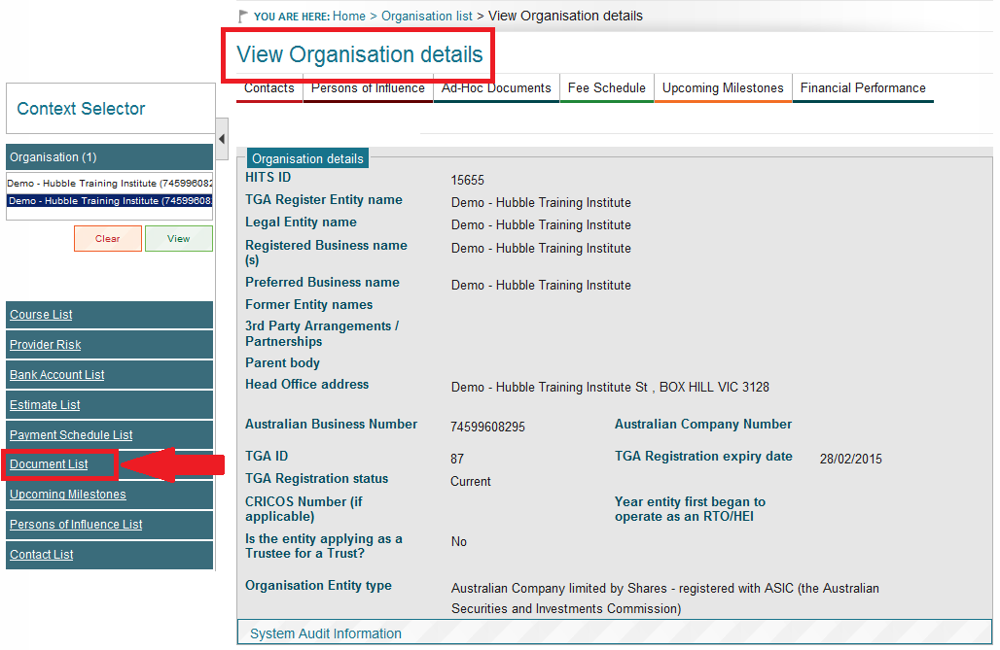 YOU ARE HERE: Home > Organisation list > View Organisation details
View Organisation details
Contacts Persons of Influence Ad-Hoc Documents Fee Schedule Upcoming Milestones Financial Performance
Context Selector
Organisation (1)
Demo - Hubble Training Institute (745996082
Demo - Hubble Training Institute (74599608
Clear View
Course List
Provider Risk
Bank Account List
Estimate List
Payment Schedule List
Document List
Upcoming Milestones
Persons of Influence List
Contact List
Organisation details
HITS ID 15655
TGA Register Entity name Demo - Hubble Training Institute
Legal Entity name Demo - Hubble Training Institute
Registered Business name Demo - Hubble Training Institute
(s)
Preferred Business name Demo - Hubble Training Institute
Former Entity names
3rd Party Arrangements /
Partnerships
Parent body
Head Office address Demo - Hubble Training Institute St , BOX HILL VIC 3128
Australian Business Number 74599608295 Australian Company Number
TGA ID 87 TGA Registration expiry date 28/02/2015
TGA Registration status Current
CRICOS Number (if Year entity first began to
applicable) operate as an RTO/HEI
Is the entity applying as a No
Trustee for a Trust?
Organisation Entity type Australian Company limited by Shares - registered with ASIC (the Australian
Securities and Investments Commission)
System Audit Information